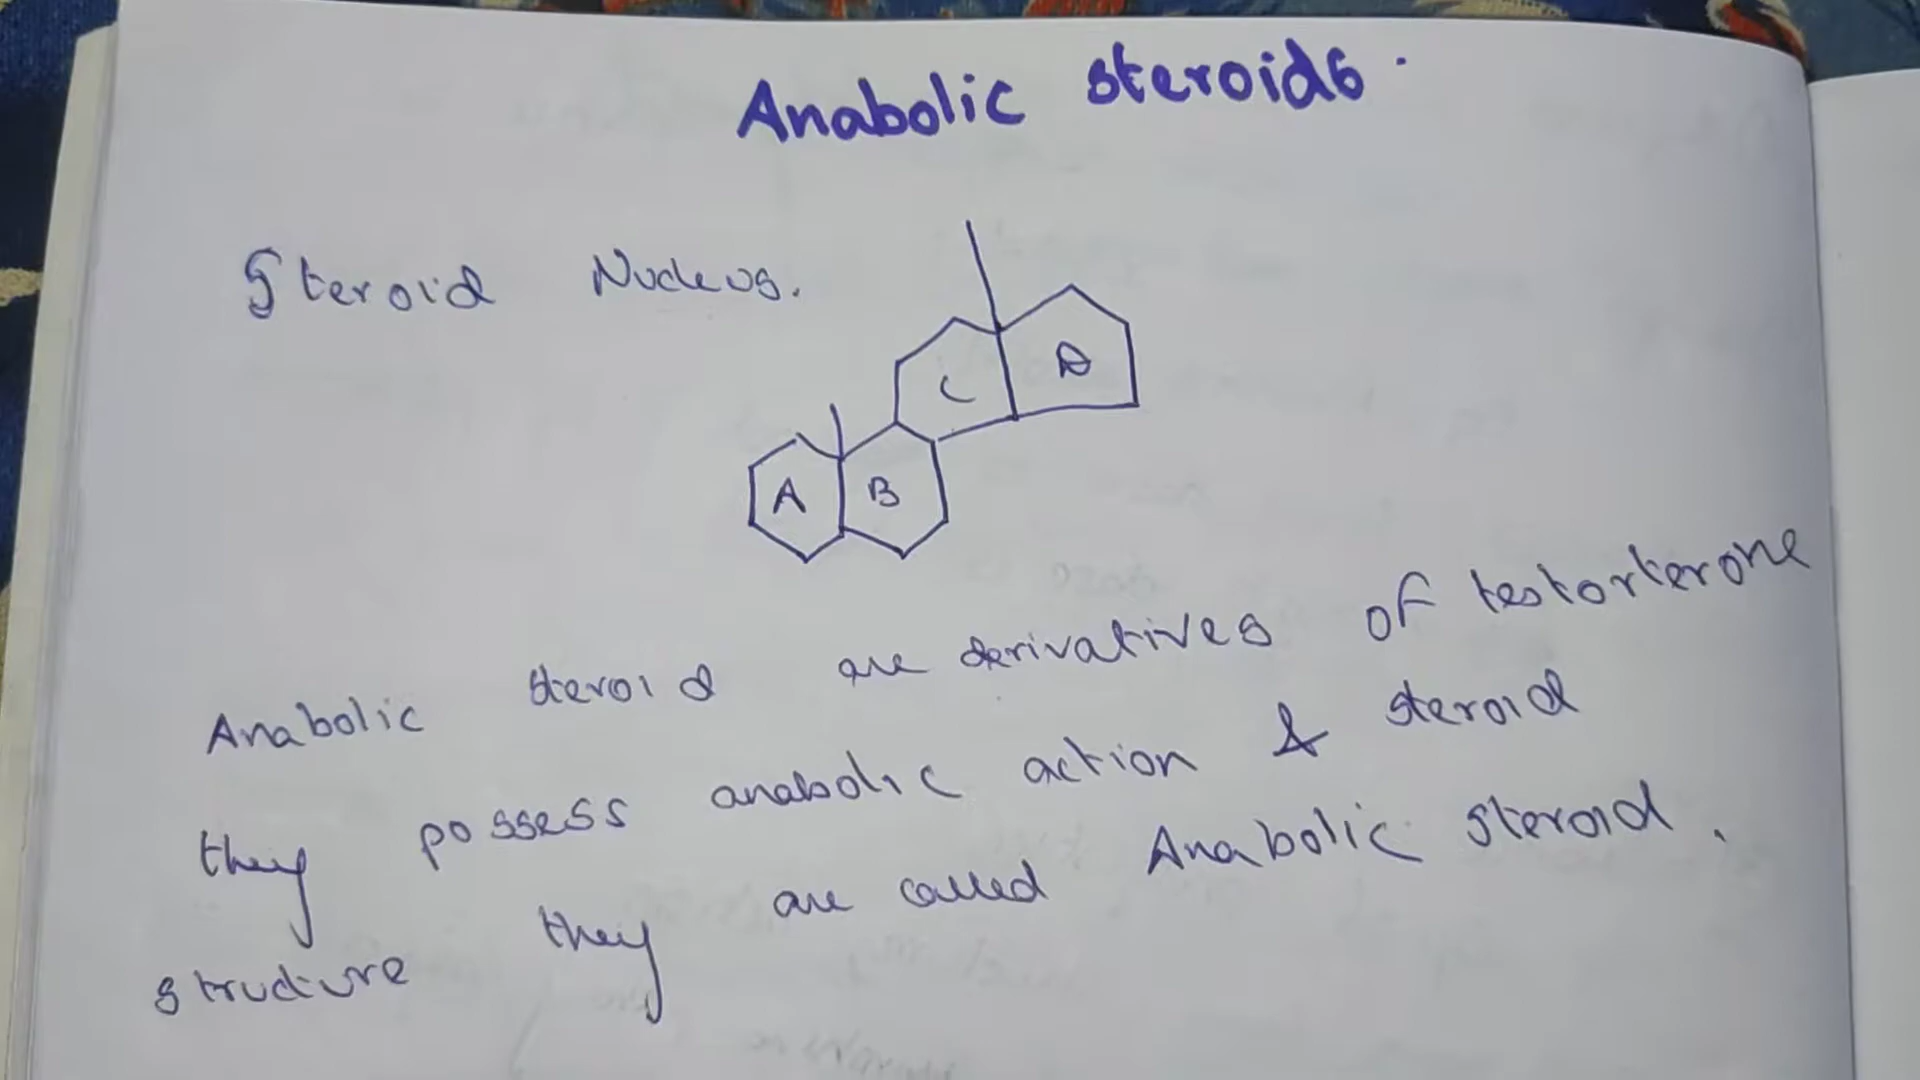 Anabolic steroids.
Steroid Nucleus.
C D
A B
Anabolic steroid are derivatives of testorterone
they possess anabolic action & steroid
structure they are called Anabolic steroid.